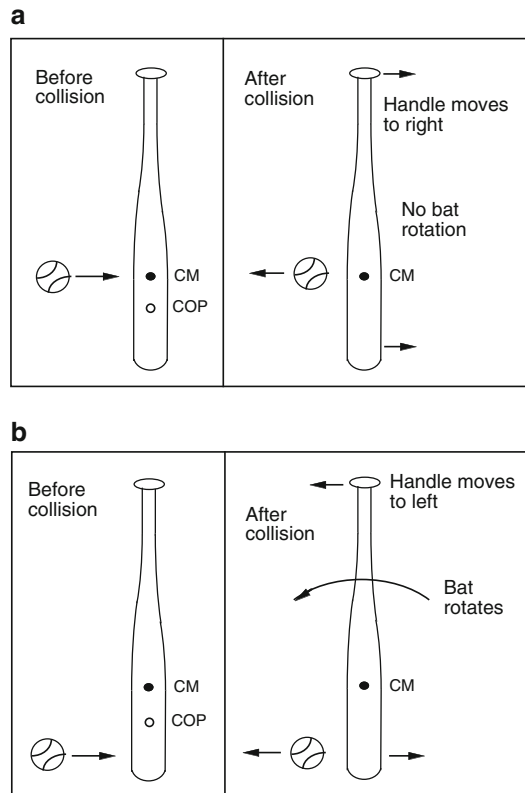 a
Before
collision
CM
COP
After
collision
Handle moves
to right
No bat
rotation
CM
b
Before
collision
CM
COP
After
collision
Handle moves
to left
Bat
rotates
CM